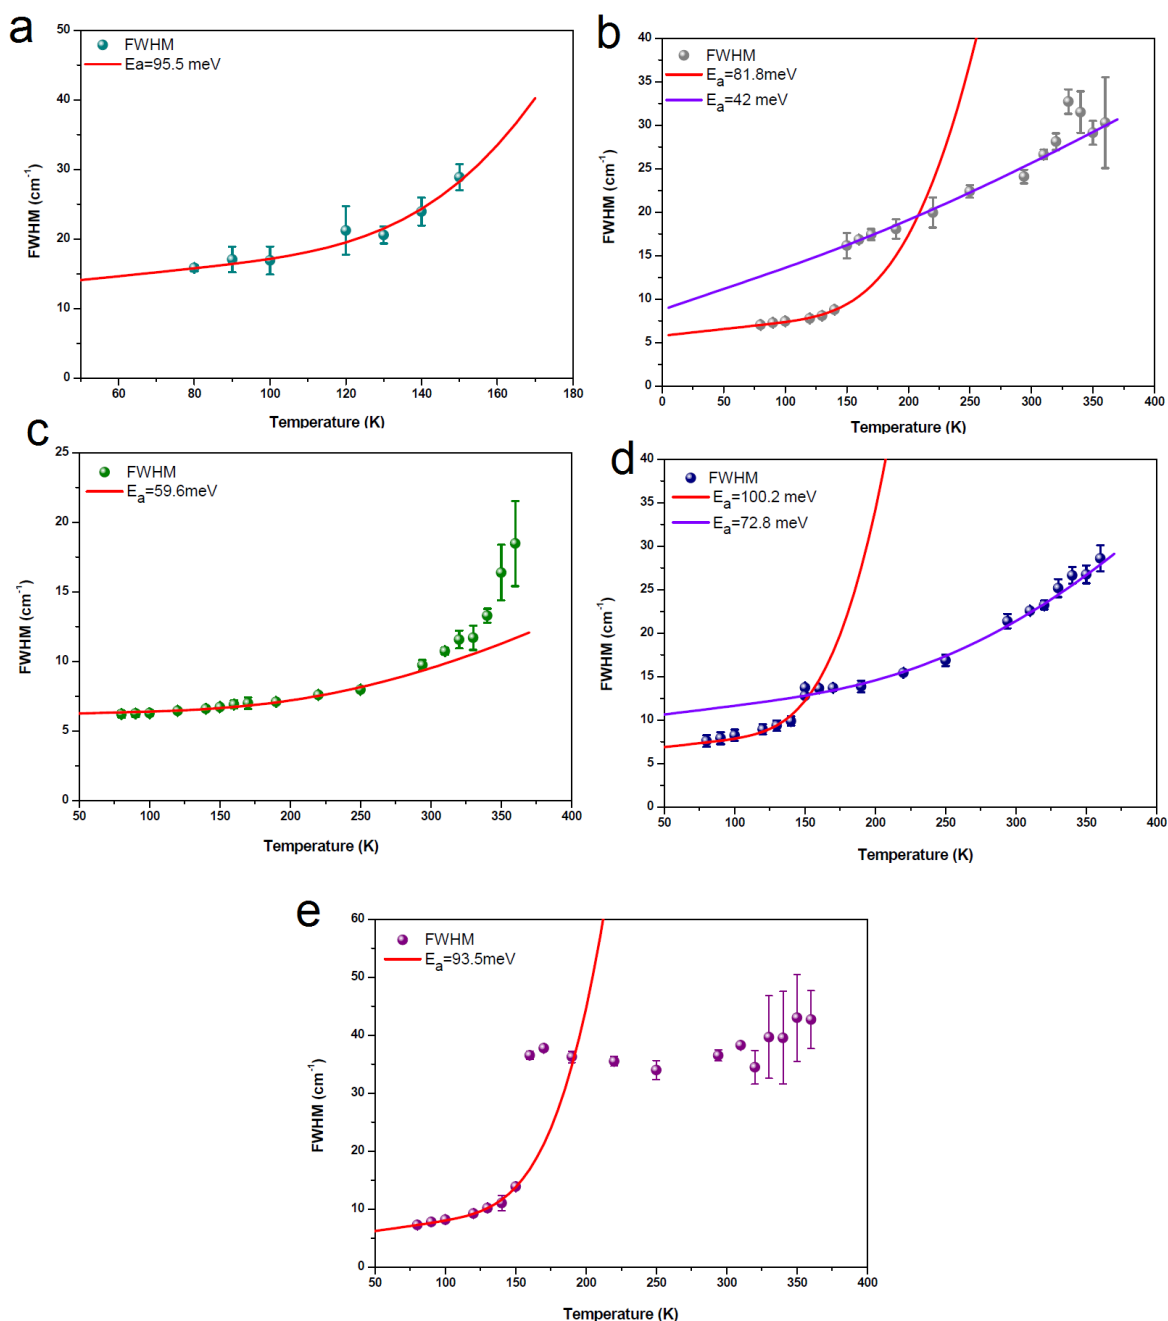 a
50
40
30
20
10
0
FWHM (cm⁻¹)
FWHM
Ea=95.5 meV
60 80 100 120 140 160 180
Temperature (K)
b
40
35
30
25
20
15
10
5
0
FWHM (cm⁻¹)
FWHM
Eₐ=81.8meV
Eₐ=42 meV
0 50 100 150 200 250 300 350 400
Temperature (K)
c
25
20
15
10
5
0
FWHM (cm⁻¹)
FWHM
Eₐ=59.6meV
50 100 150 200 250 300 350 400
Temperature (K)
d
40
35
30
25
20
15
10
5
0
FWHM (cm⁻¹)
FWHM
Eₐ=100.2 meV
Eₐ=72.8 meV
50 100 150 200 250 300 350 400
Temperature (K)
e
60
50
40
30
20
10
0
FWHM (cm⁻¹)
FWHM
Eₐ=93.5meV
50 100 150 200 250 300 350 400
Temperature (K)